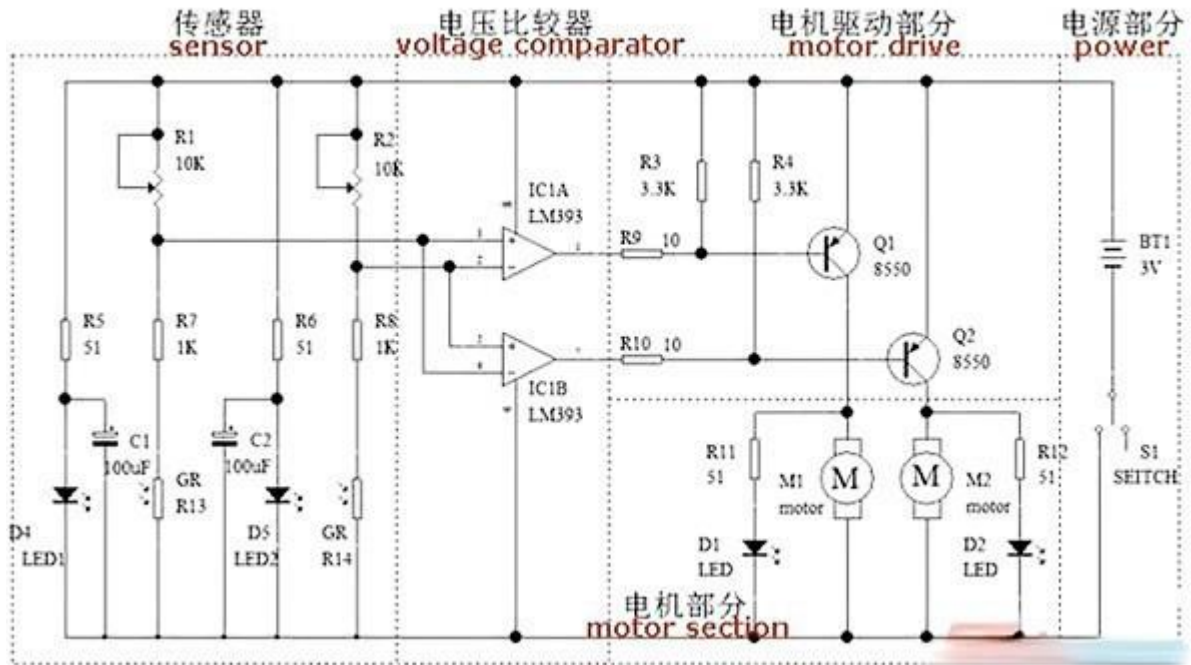 传感器
sensor
电压比较器
voltage comparator
电机驱动部分
motor drive
电源部分
power
R1
10K
R2
10K
R3
3.3K
R4
3.3K
IC1A
LM393
R9 10
Q1
8550
BT1
3V
R5
51
R7
1K
R6
51
R8
1K
R10 10
Q2
8550
IC1B
LM393
C1
100uF
C2
100uF
R11
51
M1
motor
M2
motor
R12
51
S1
SEITCH
GR
R13
D4
LED1
D5
LED2
GR
R14
D1
LED
D2
LED
M
M
电机部分
motor section